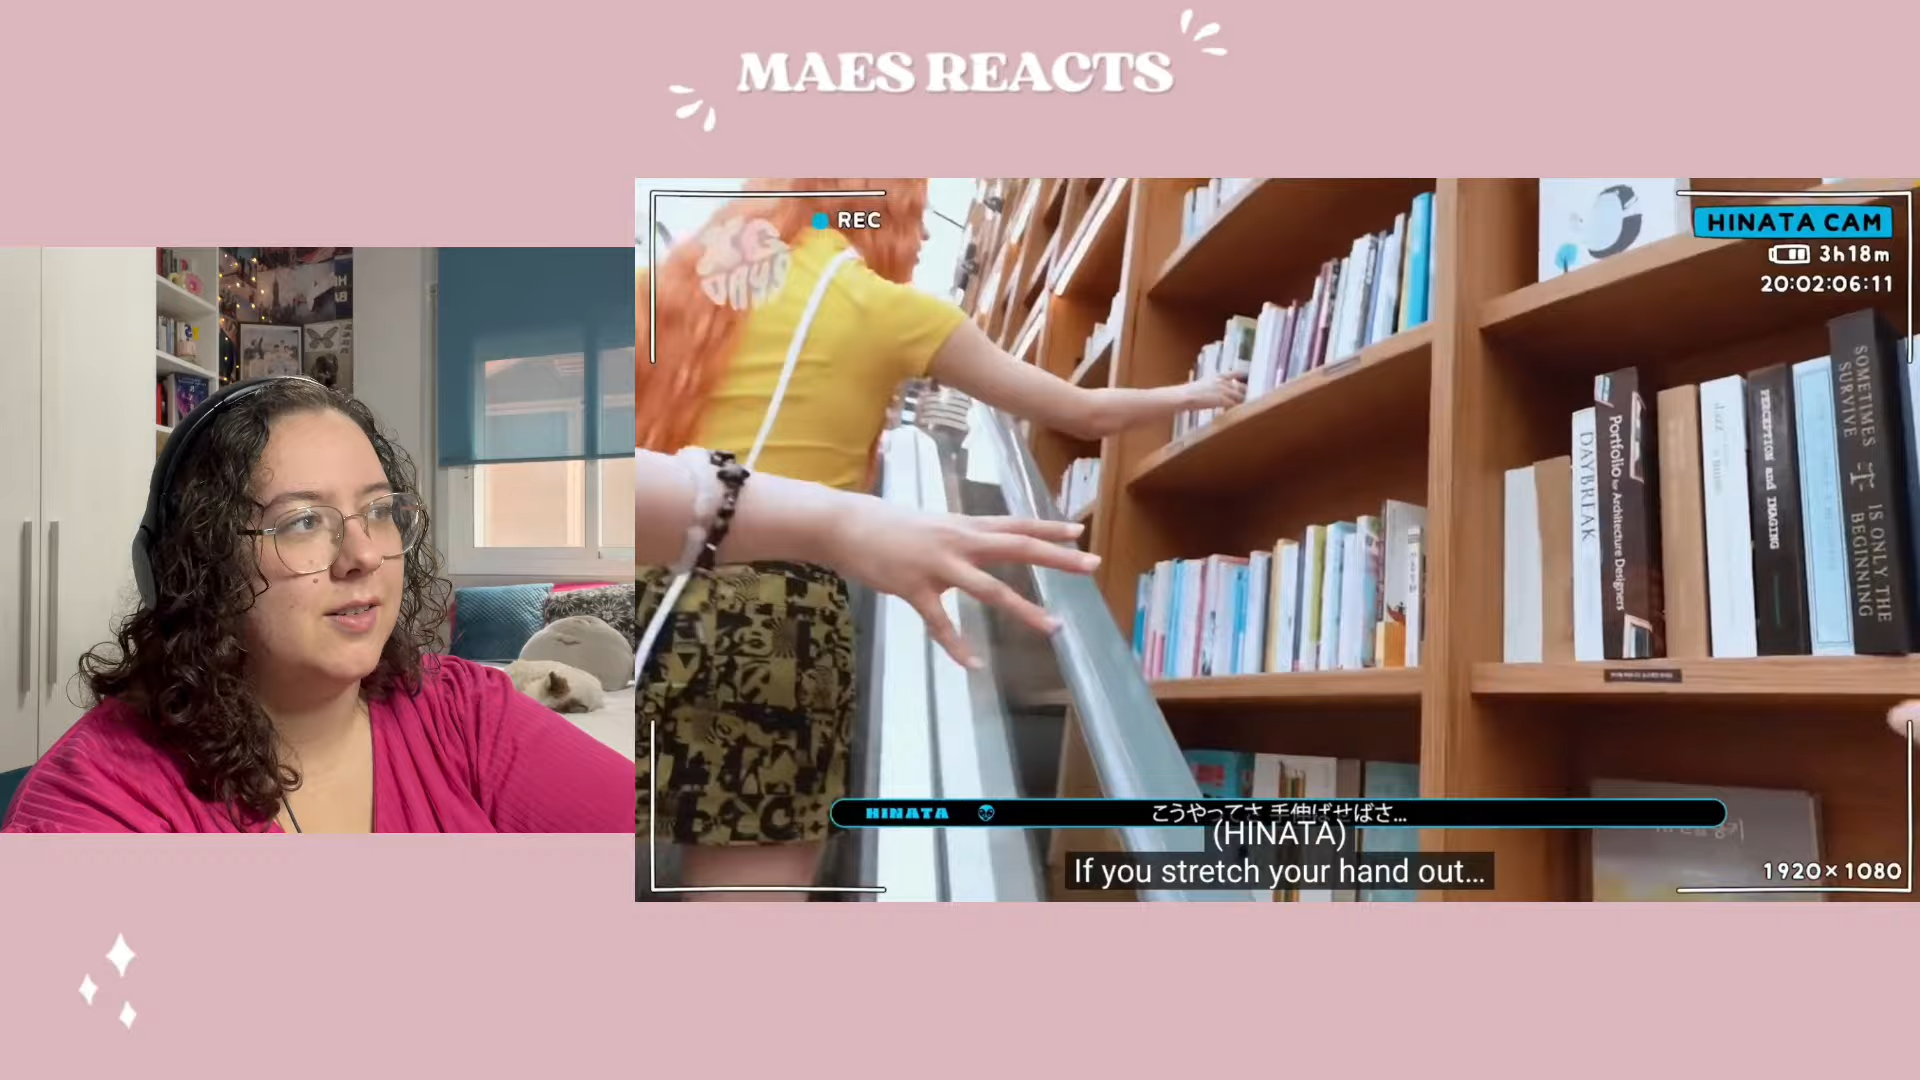 MAES REACTS
REC
XG
DAYS
HINATA CAM
3h18m
20:02:06:11
DAYBREAK
Portfolio for Architecture Designers
PERCEPTION and IMAGING
SOMETIMES SURVIVE IS ONLY THE BEGINNING
HINATA
こうやってさ 手伸ばせばさ...
(HINATA)
If you stretch your hand out...
1920×1080